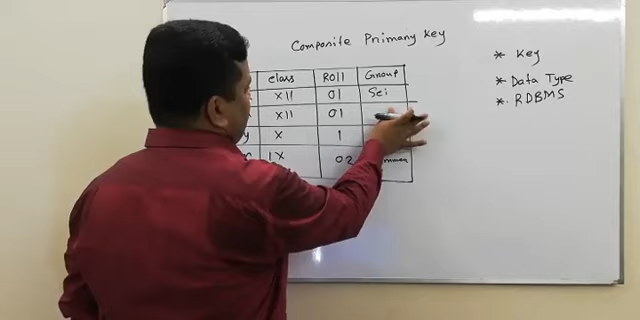 Composite Primary Key
class Roll Group
XII 01 Sci
XII 01
y X 1
IX 02
* Key
* Data Type
* RDBMS